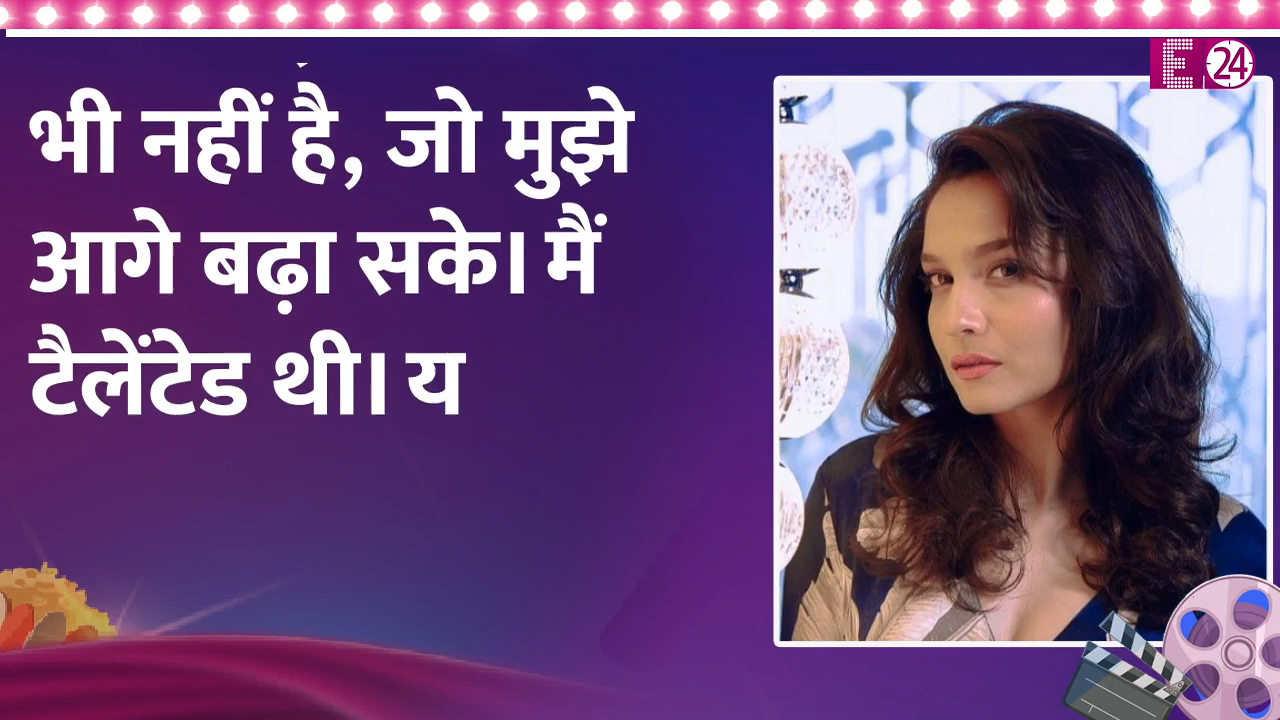 E24
भी नहीं है, जो मुझे
आगे बढ़ा सके। मैं
टैलेंटेड थी। य